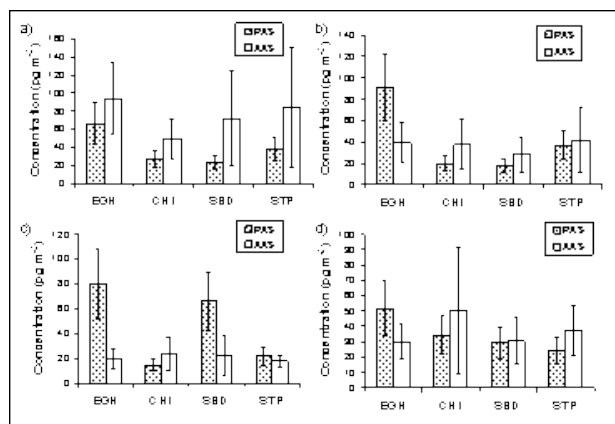 a)
Concentration (pg m⁻³)
160
140
120
100
80
60
40
20
0
PAS
AAS
EGH CHI SBD STP
b)
Concentration (pg m⁻³)
140
120
100
80
60
40
20
0
PAS
AAS
EGH CHI SBD STP
c)
Concentration (pg m⁻³)
120
100
80
60
40
20
0
PAS
AAS
EGH CHI SBD STP
d)
Concentration (pg m⁻³)
100
90
80
70
60
50
40
30
20
10
0
PAS
AAS
EGH CHI SBD STP